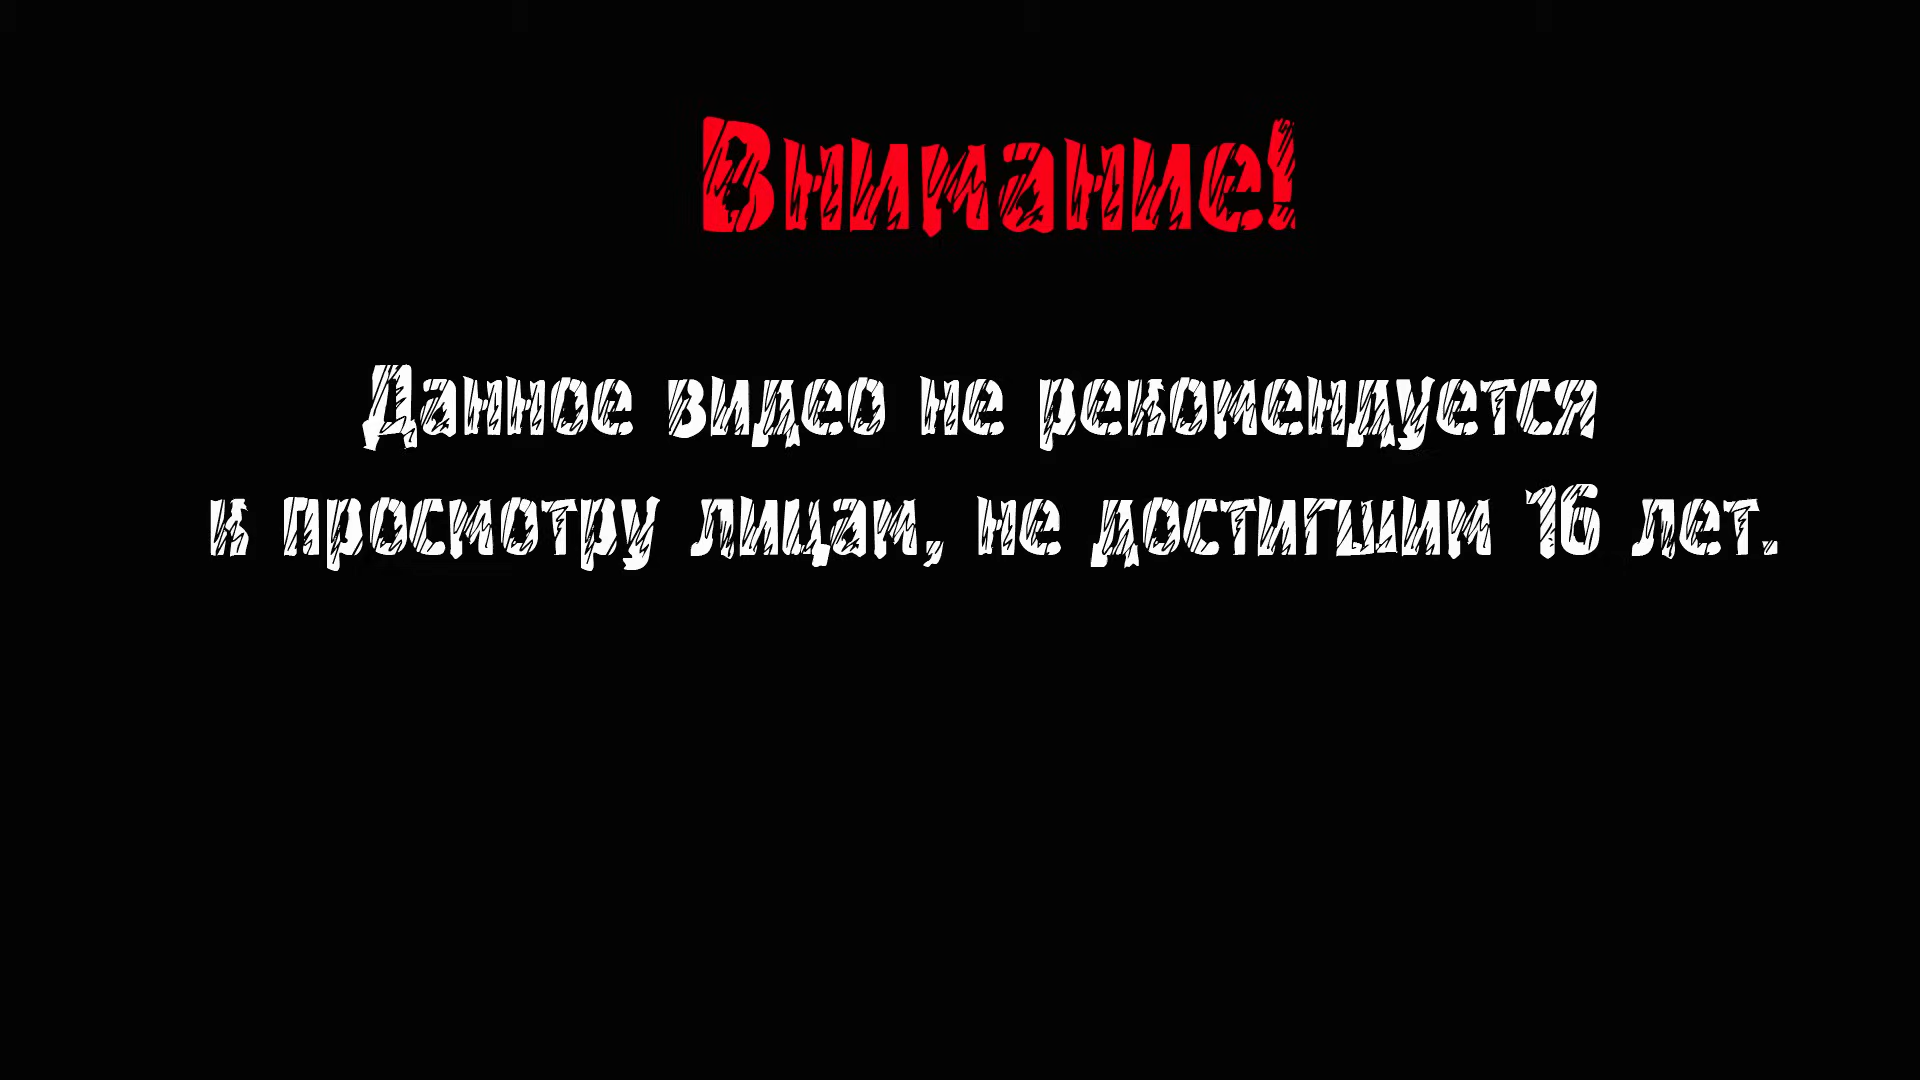 Внимание!
Данное видео не рекомендуется
к просмотру лицам, не достигшим 16 лет.